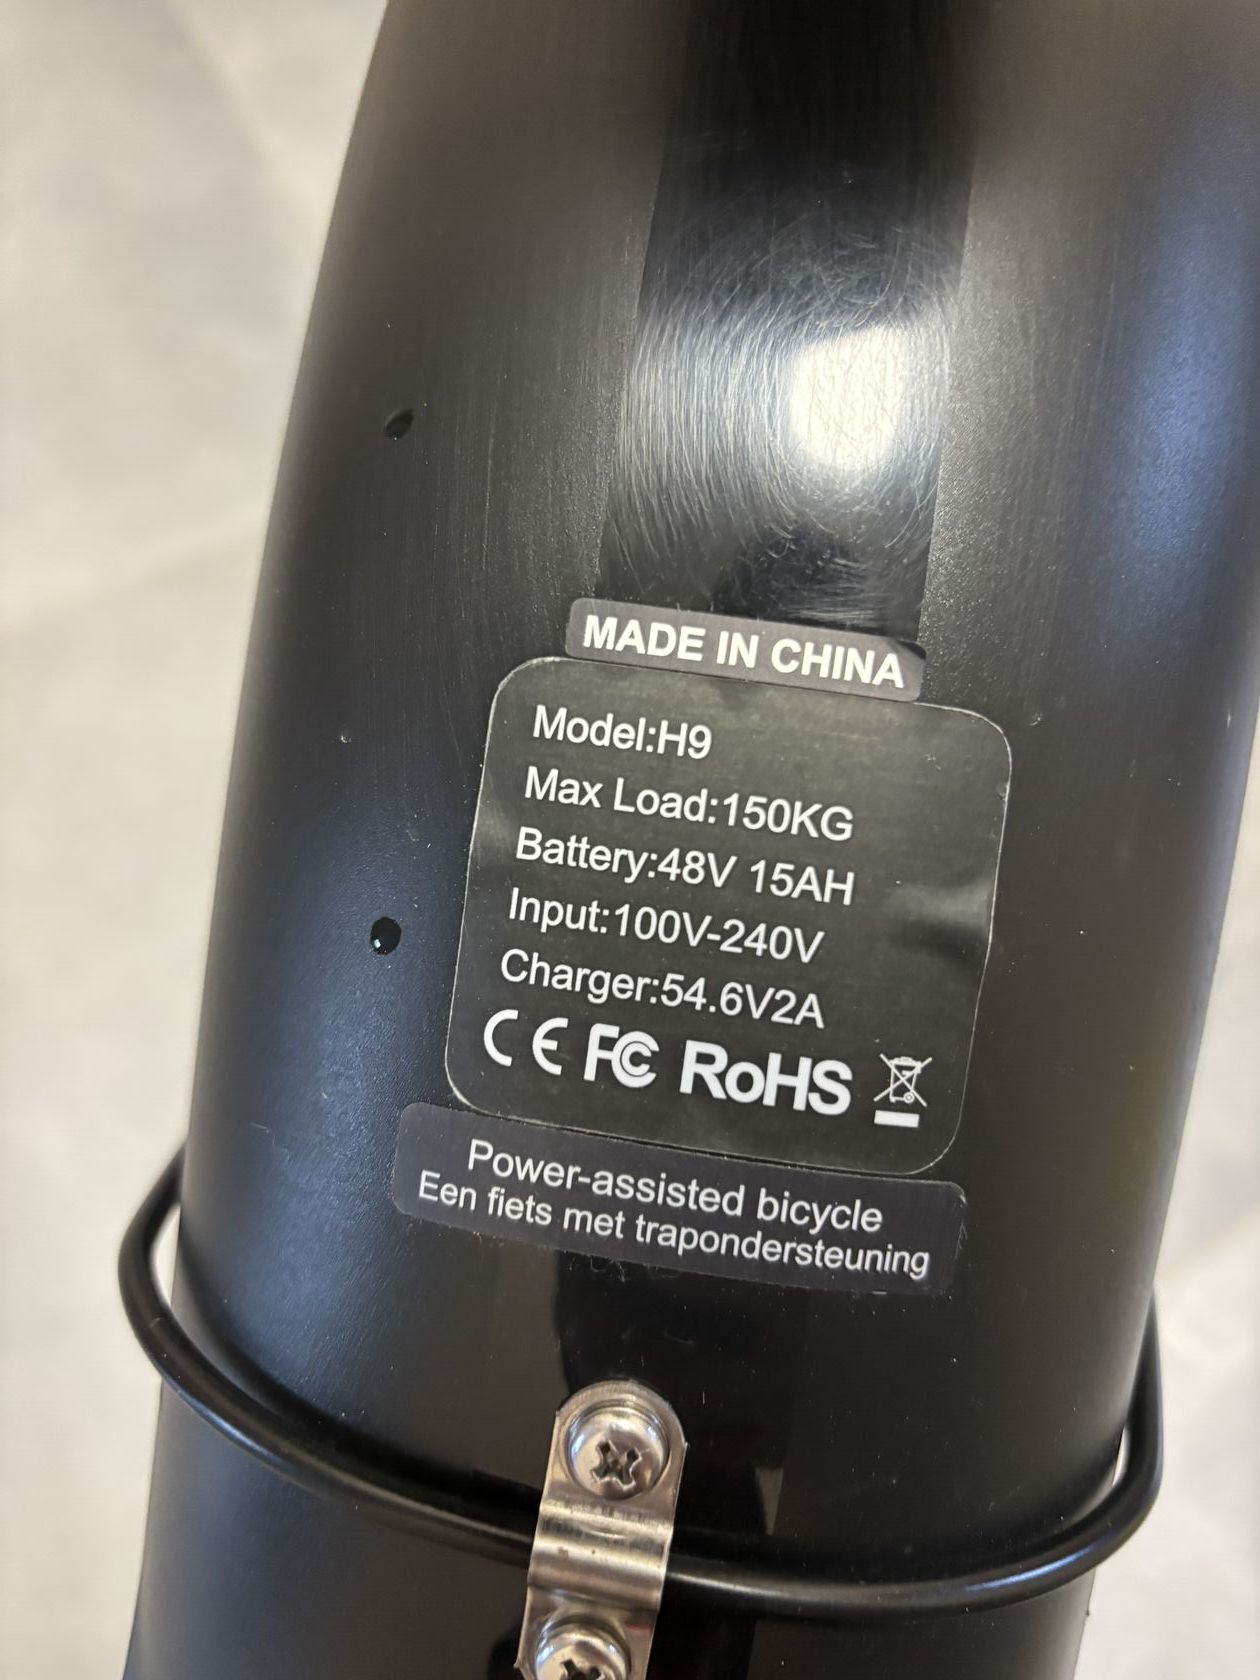 MADE IN CHINA
Model:H9
Max Load:150KG
Battery:48V 15AH
Input:100V-240V
Charger:54.6V2A
CE FC RoHS
Power-assisted bicycle
Een fiets met trapondersteuning